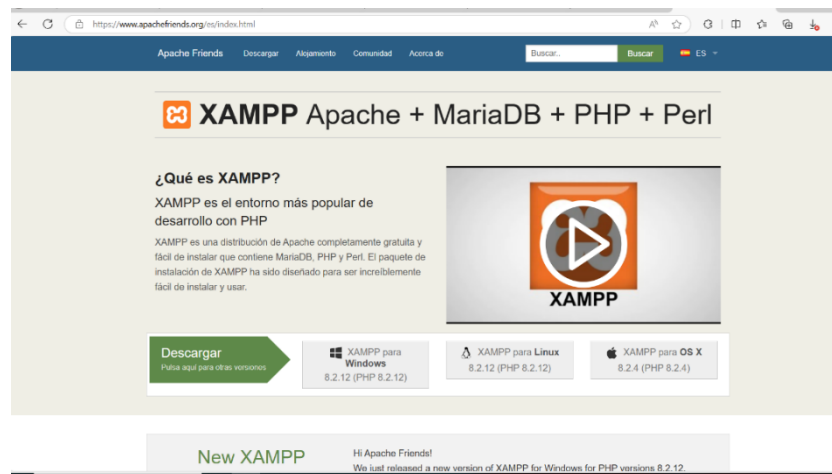 https://www.apachefriends.org/es/index.html
Apache Friends Descargar Alojamiento Comunidad Acerca de Buscar.. Buscar ES
XAMPP Apache + MariaDB + PHP + Perl
¿Qué es XAMPP?
XAMPP es el entorno más popular de
desarrollo con PHP
XAMPP es una distribución de Apache completamente gratuita y
fácil de instalar que contiene MariaDB, PHP y Perl. El paquete de
instalación de XAMPP ha sido diseñado para ser increíblemente
fácil de instalar y usar.
XAMPP
Descargar
Pulsa aquí para otras versiones
XAMPP para
Windows
8.2.12 (PHP 8.2.12)
XAMPP para Linux
8.2.12 (PHP 8.2.12)
XAMPP para OS X
8.2.4 (PHP 8.2.4)
New XAMPP
Hi Apache Friends!
We just released a new version of XAMPP for Windows for PHP versions 8.2.12.